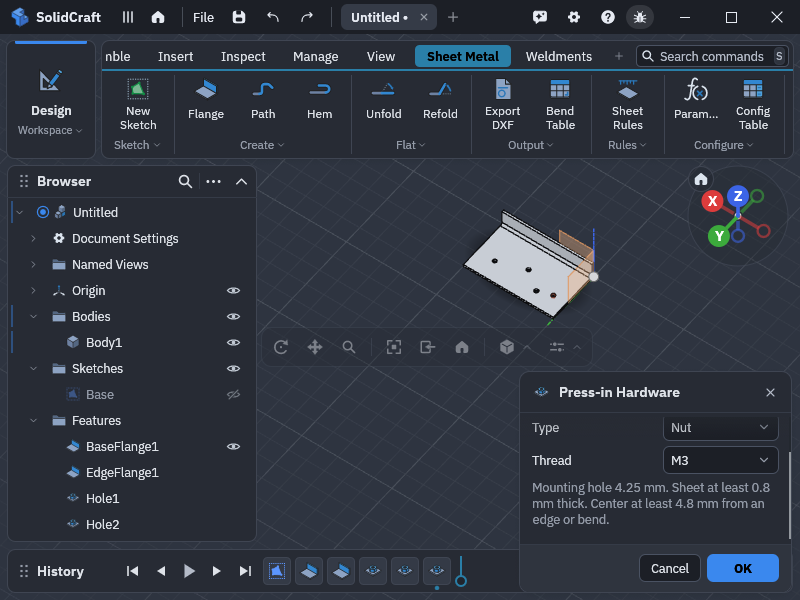 SolidCraft
File
Untitled •
nble
Insert
Inspect
Manage
View
Sheet Metal
Weldments
Search commands
S
Design
Workspace
New
Sketch
Flange
Path
Hem
Unfold
Refold
Export
DXF
Bend
Table
Sheet
Rules
Param...
Config
Table
Sketch
Create
Flat
Output
Rules
Configure
Browser
Untitled
Document Settings
Named Views
Origin
Bodies
Body1
Sketches
Base
Features
BaseFlange1
EdgeFlange1
Hole1
Hole2
X
Z
Y
Press-in Hardware
Type
Nut
Thread
M3
Mounting hole 4.25 mm. Sheet at least 0.8
mm thick. Center at least 4.8 mm from an
edge or bend.
Cancel
OK
History